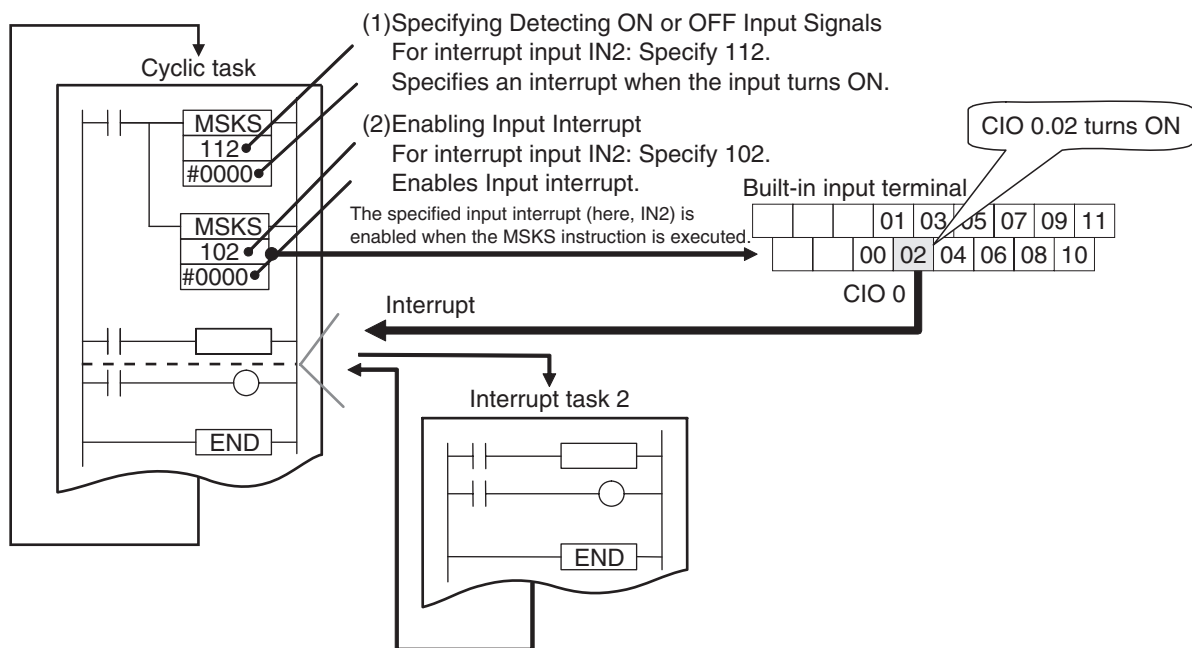 (1)Specifying Detecting ON or OFF Input Signals
For interrupt input IN2: Specify 112.
Specifies an interrupt when the input turns ON.
Cyclic task
MSKS
112
#0000
(2)Enabling Input Interrupt
For interrupt input IN2: Specify 102.
Enables Input interrupt.
The specified input interrupt (here, IN2) is
enabled when the MSKS instruction is executed.
MSKS
102
#0000
CIO 0.02 turns ON
Built-in input terminal
01 03 05 07 09 11
00 02 04 06 08 10
CIO 0
Interrupt
END
Interrupt task 2
END